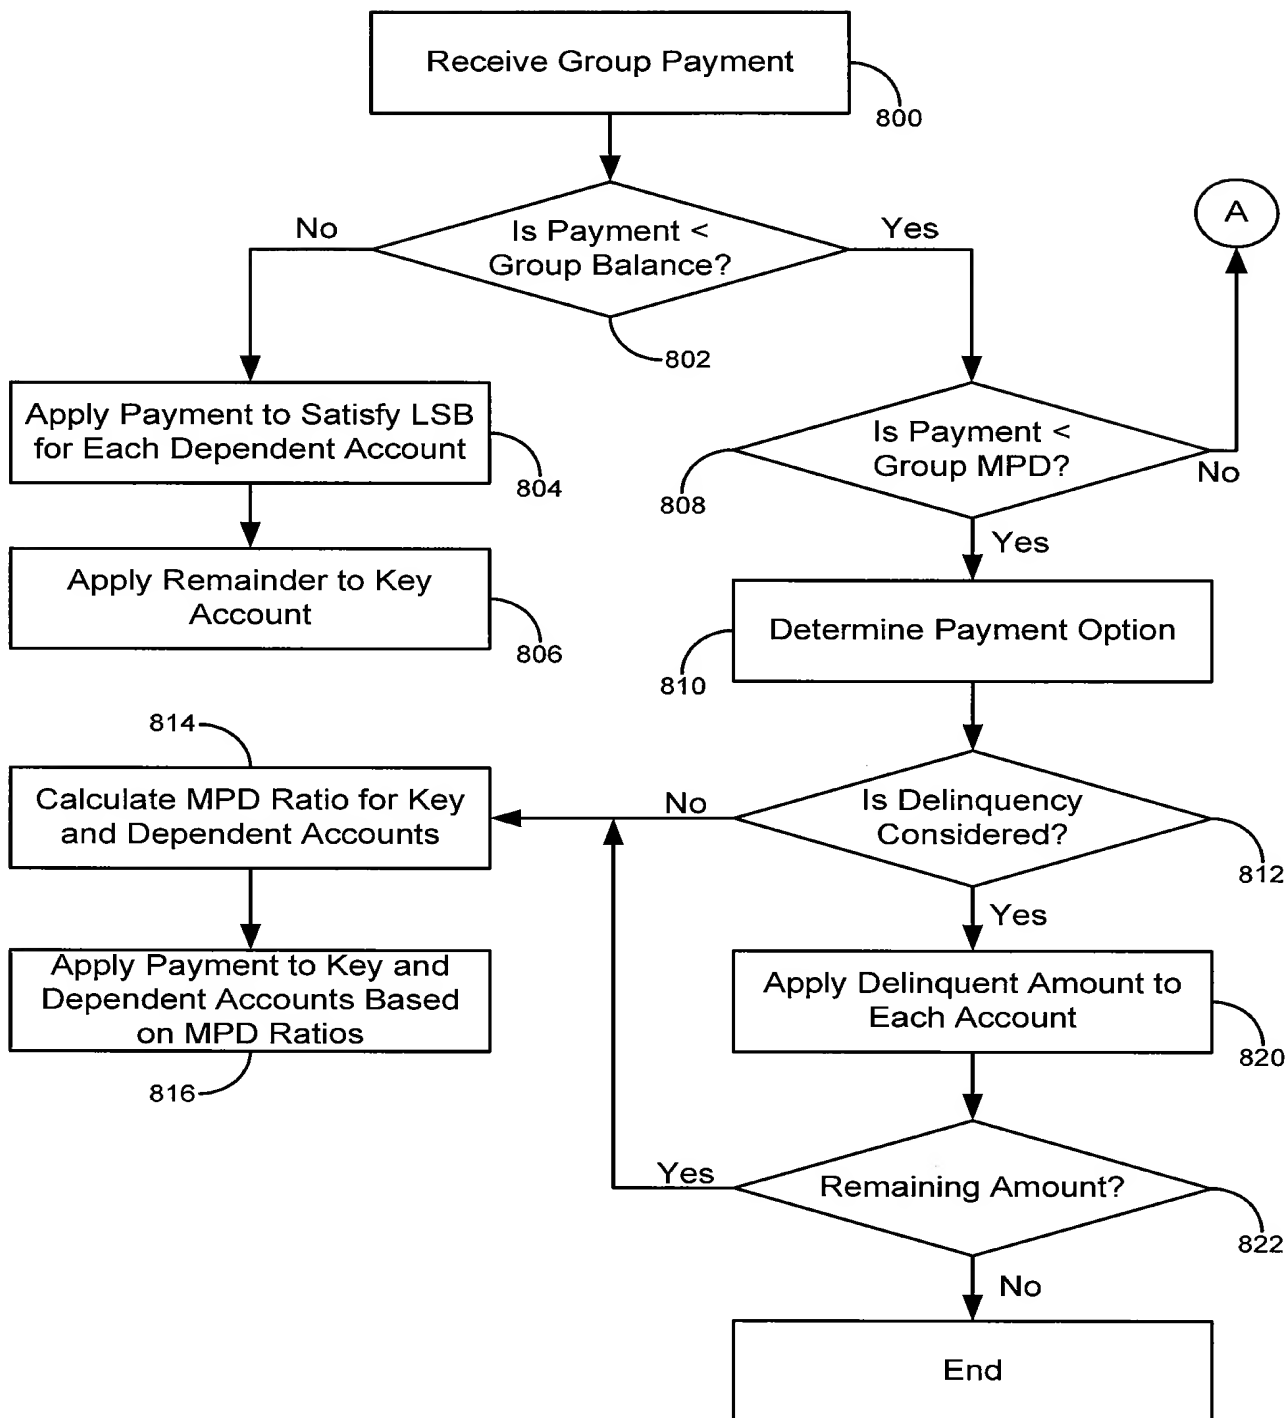 Receive Group Payment
800
Is Payment <
Group Balance?
No
Yes
802
A
Apply Payment to Satisfy LSB
for Each Dependent Account
804
Is Payment <
Group MPD?
808
No
Yes
Apply Remainder to Key
Account
806
Determine Payment Option
810
814
Calculate MPD Ratio for Key
and Dependent Accounts
No
Is Delinquency
Considered?
812
Yes
Apply Payment to Key and
Dependent Accounts Based
on MPD Ratios
816
Apply Delinquent Amount to
Each Account
820
Yes
Remaining Amount?
822
No
End